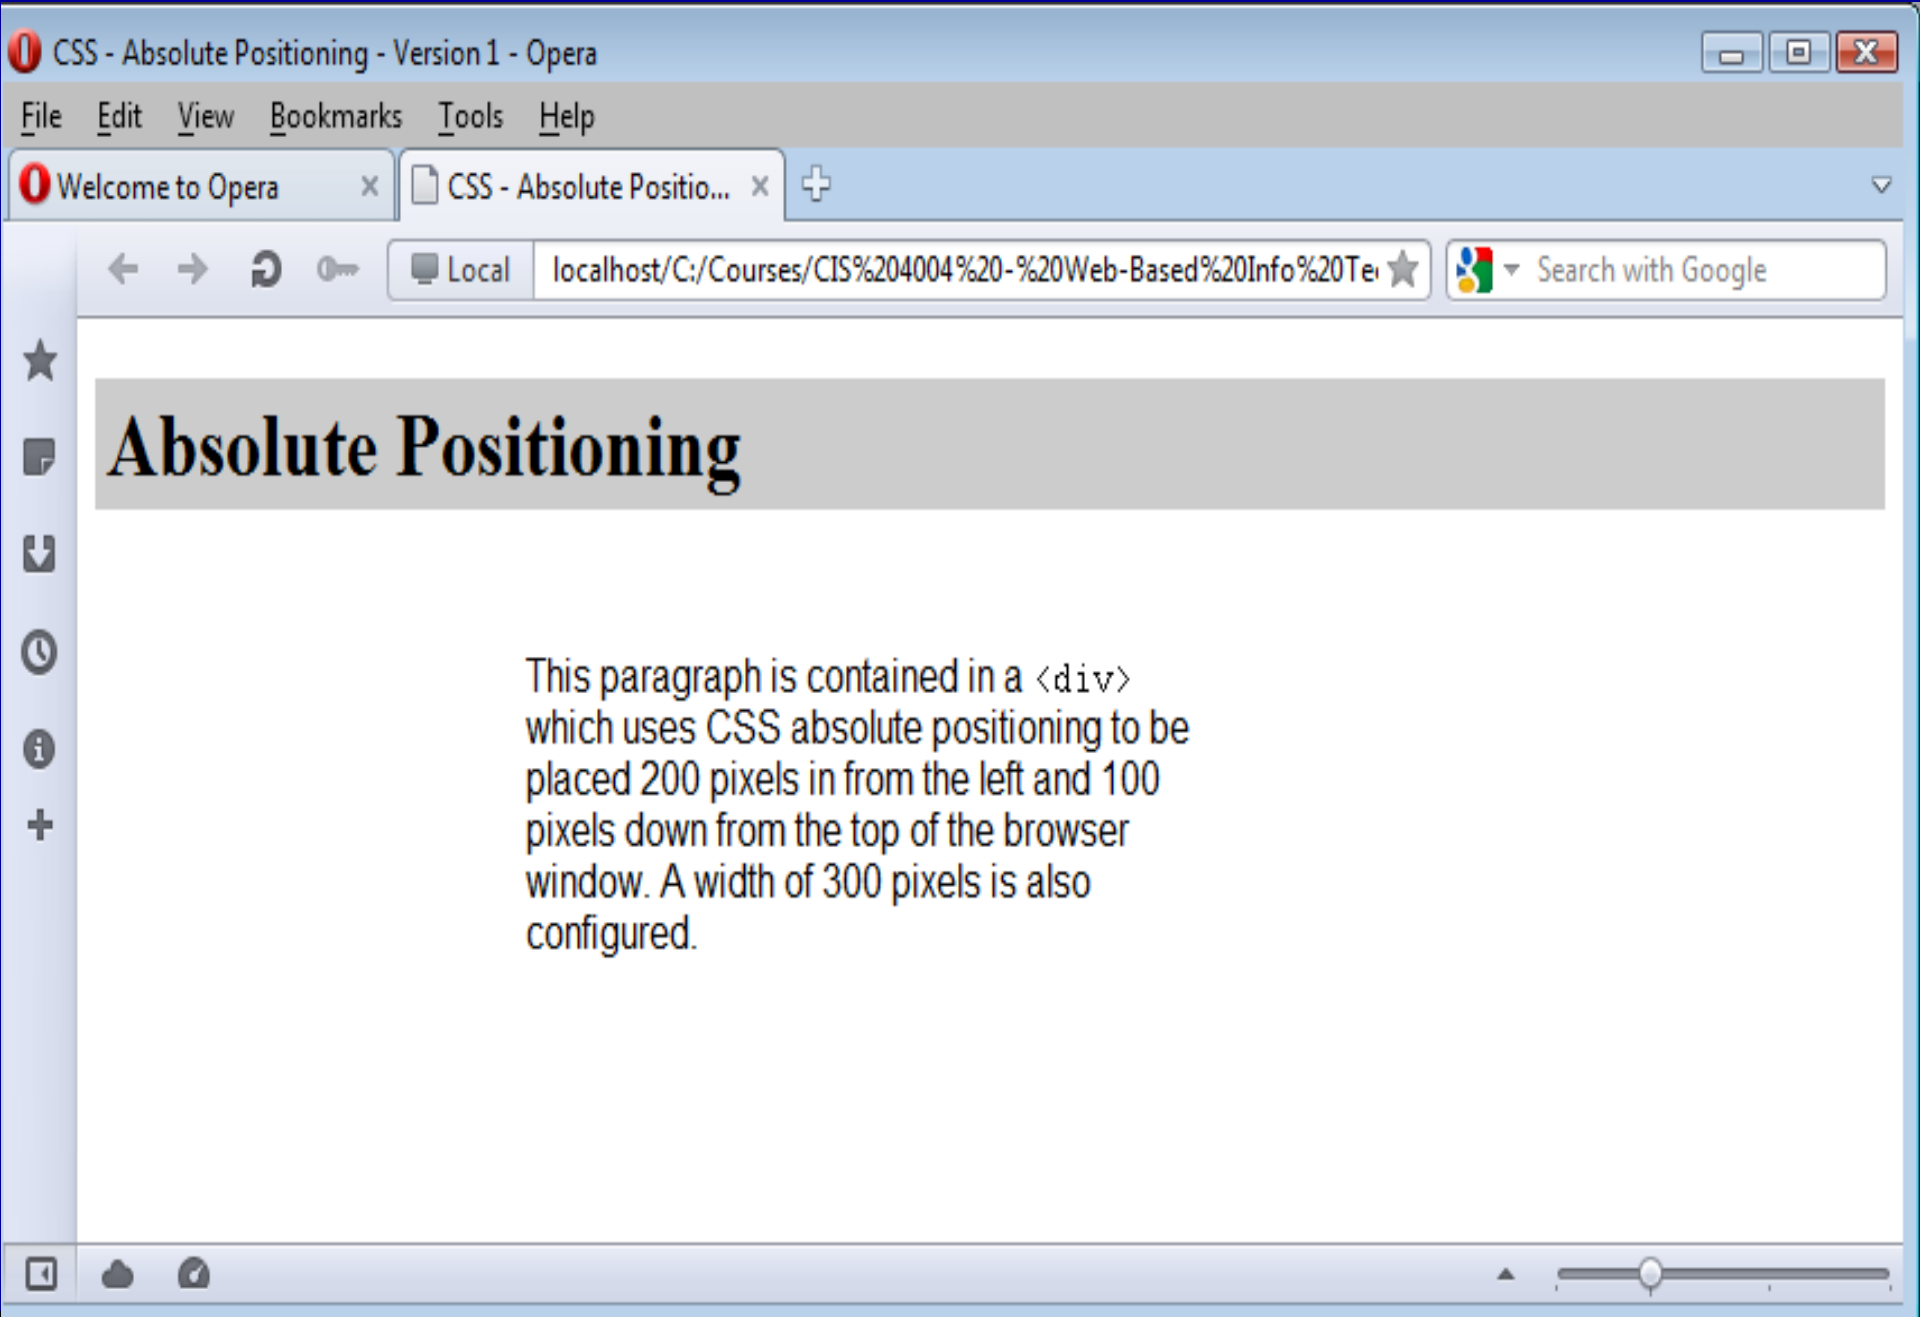 CSS - Absolute Positioning - Version 1 - Opera
File Edit View Bookmarks Tools Help
Welcome to Opera CSS - Absolute Positio...
Local localhost/C:/Courses/CIS%204004%20-%20Web-Based%20Info%20Te Search with Google
Absolute Positioning
This paragraph is contained in a <div>
which uses CSS absolute positioning to be
placed 200 pixels in from the left and 100
pixels down from the top of the browser
window. A width of 300 pixels is also
configured.